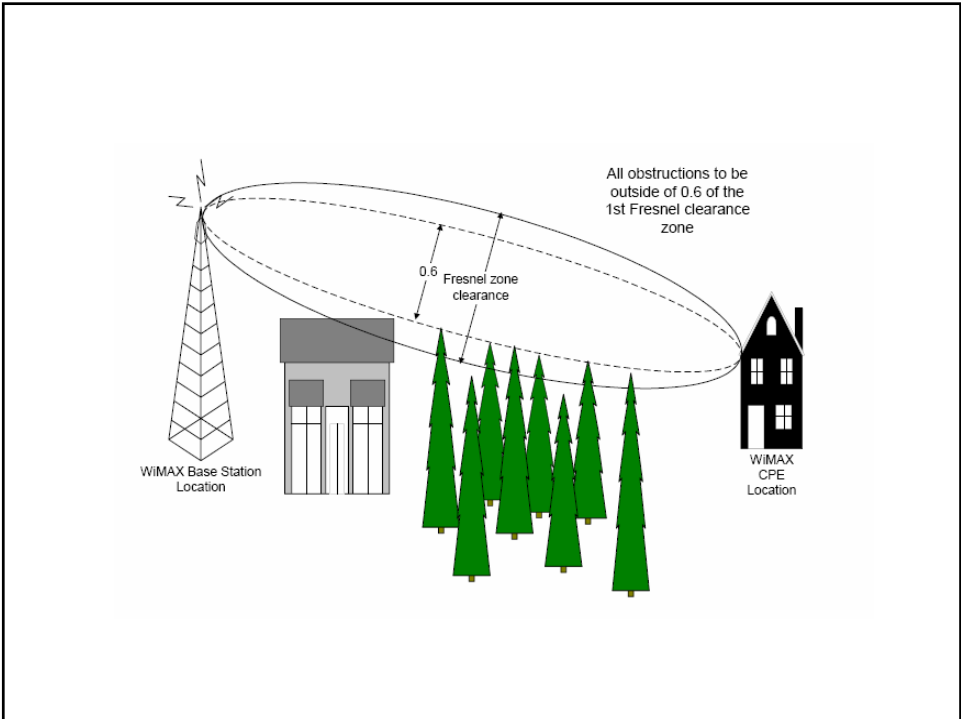 All obstructions to be
outside of 0.6 of the
1st Fresnel clearance
zone
0.6
Fresnel zone
clearance
WiMAX Base Station
Location
WiMAX
CPE
Location